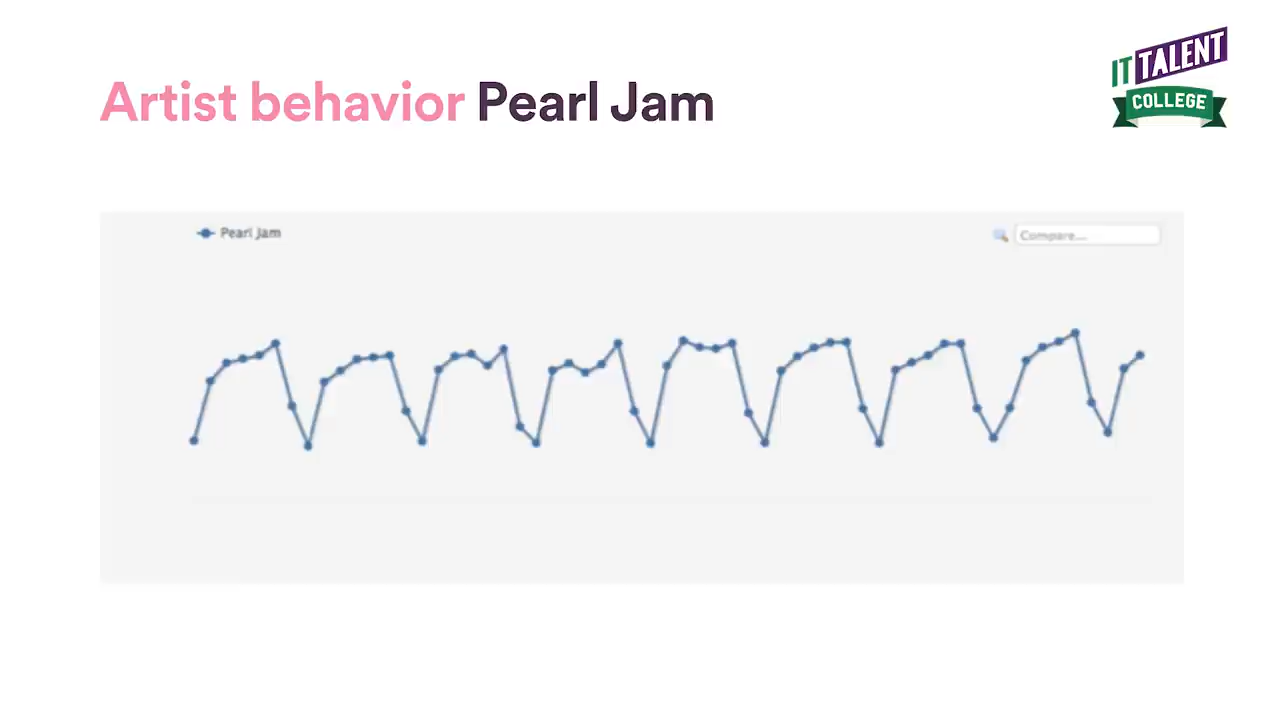 Artist behavior Pearl Jam
IT TALENT
COLLEGE
Pearl Jam
Compare...